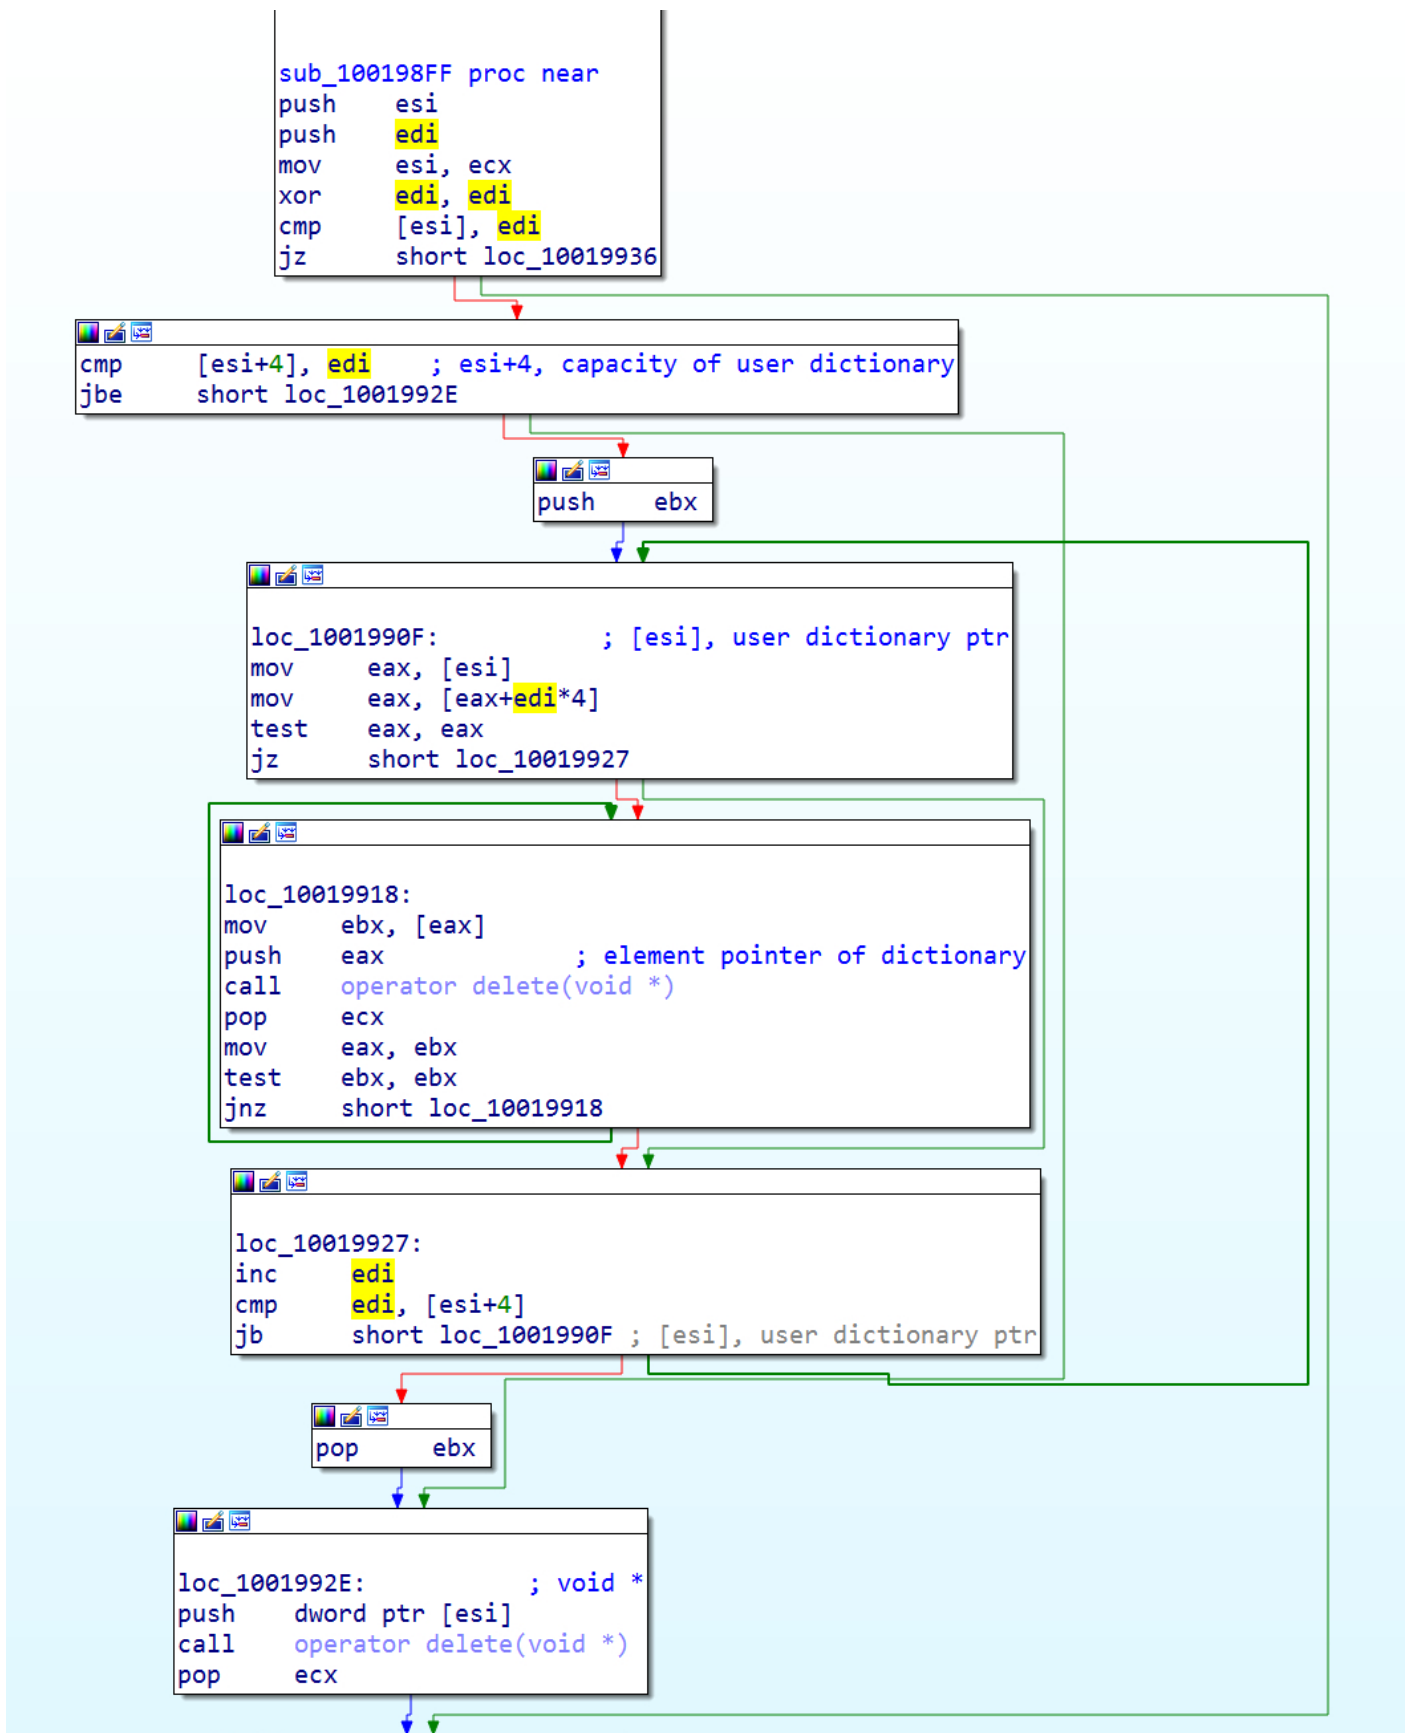 sub_100198FF proc near
push esi
push edi
mov esi, ecx
xor edi, edi
cmp [esi], edi
jz short loc_10019936
cmp [esi+4], edi ; esi+4, capacity of user dictionary
jbe short loc_1001992E
push ebx
loc_1001990F: ; [esi], user dictionary ptr
mov eax, [esi]
mov eax, [eax+edi*4]
test eax, eax
jz short loc_10019927
loc_10019918:
mov ebx, [eax]
push eax ; element pointer of dictionary
call operator delete(void *)
pop ecx
mov eax, ebx
test ebx, ebx
jnz short loc_10019918
loc_10019927:
inc edi
cmp edi, [esi+4]
jb short loc_1001990F ; [esi], user dictionary ptr
pop ebx
loc_1001992E: ; void *
push dword ptr [esi]
call operator delete(void *)
pop ecx